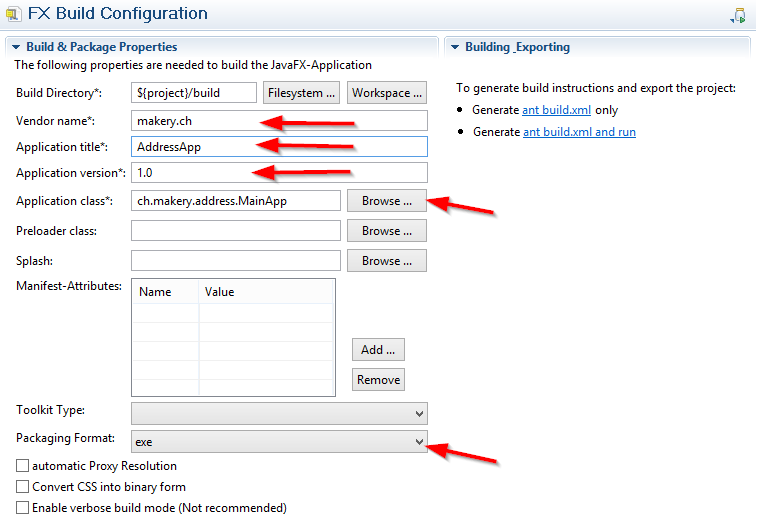 FX Build Configuration
Build & Package Properties
The following properties are needed to build the JavaFX-Application
Build Directory*: ${project}/build Filesystem ... Workspace ...
Vendor name*: makery.ch
Application title*: AddressApp
Application version*: 1.0
Application class*: ch.makery.address.MainApp Browse ...
Preloader class: Browse ...
Splash: Browse ...
Manifest-Attributes: Name Value
Add ...
Remove
Toolkit Type:
Packaging Format: exe
automatic Proxy Resolution
Convert CSS into binary form
Enable verbose build mode (Not recommended)
Building Exporting
To generate build instructions and export the project:
• Generate ant build.xml only
• Generate ant build.xml and run